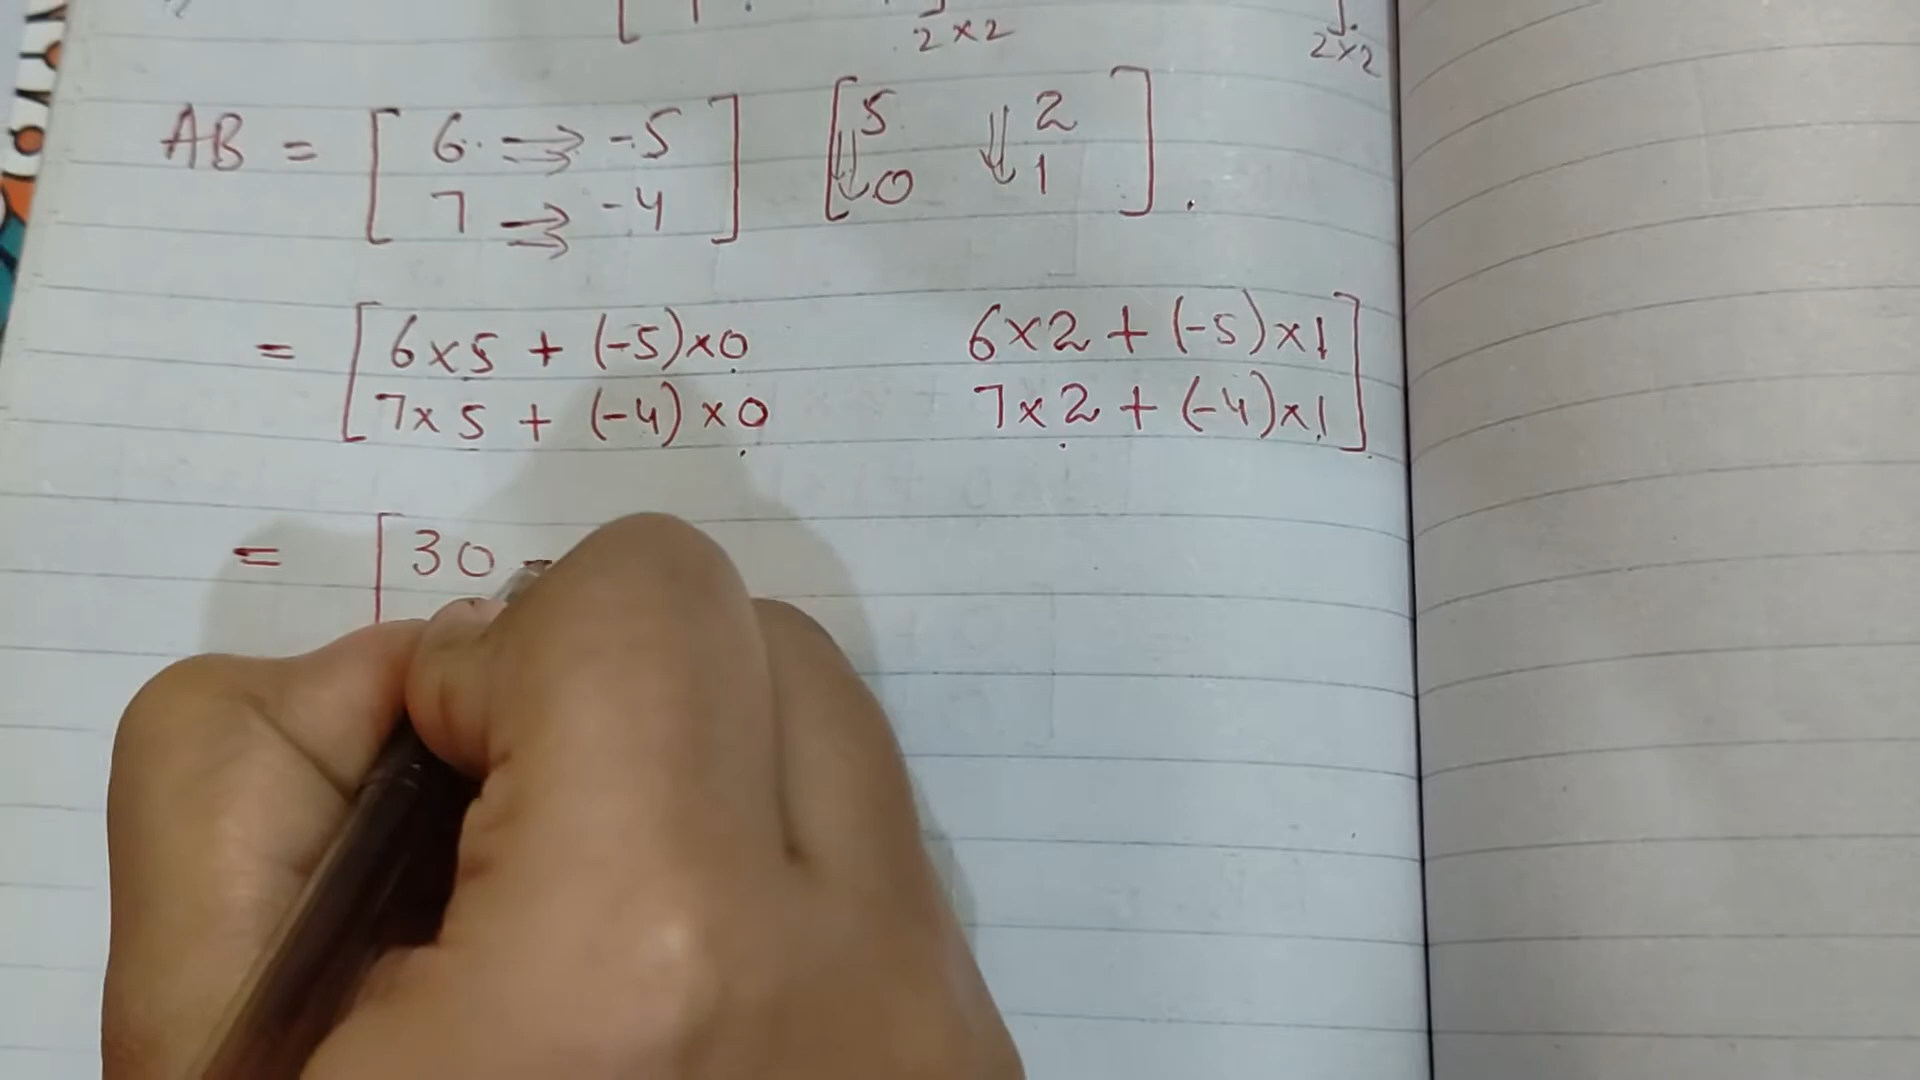 2×2 2×2
AB = [ 6 ⇒ -5 ] [ 5 ⇓ 2 ]
[ 7 ⇒ -4 ] [ ⇓ 0 1 ] .
= [ 6×5 + (-5)×0 6×2 + (-5)×1 ]
[ 7×5 + (-4)×0 7×2 + (-4)×1 ]
= [ 30 -